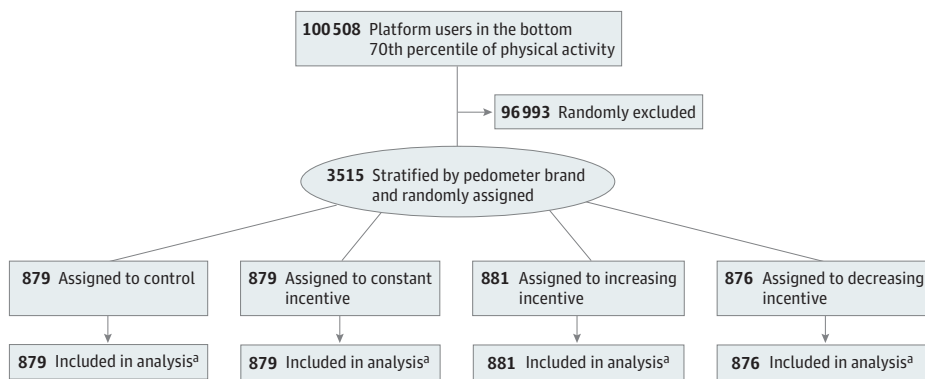 100508 Platform users in the bottom
70th percentile of physical activity
96993 Randomly excluded
3515 Stratified by pedometer brand
and randomly assigned
879 Assigned to control
879 Assigned to constant
incentive
881 Assigned to increasing
incentive
876 Assigned to decreasing
incentive
879 Included in analysisᵃ
879 Included in analysisᵃ
881 Included in analysisᵃ
876 Included in analysisᵃ